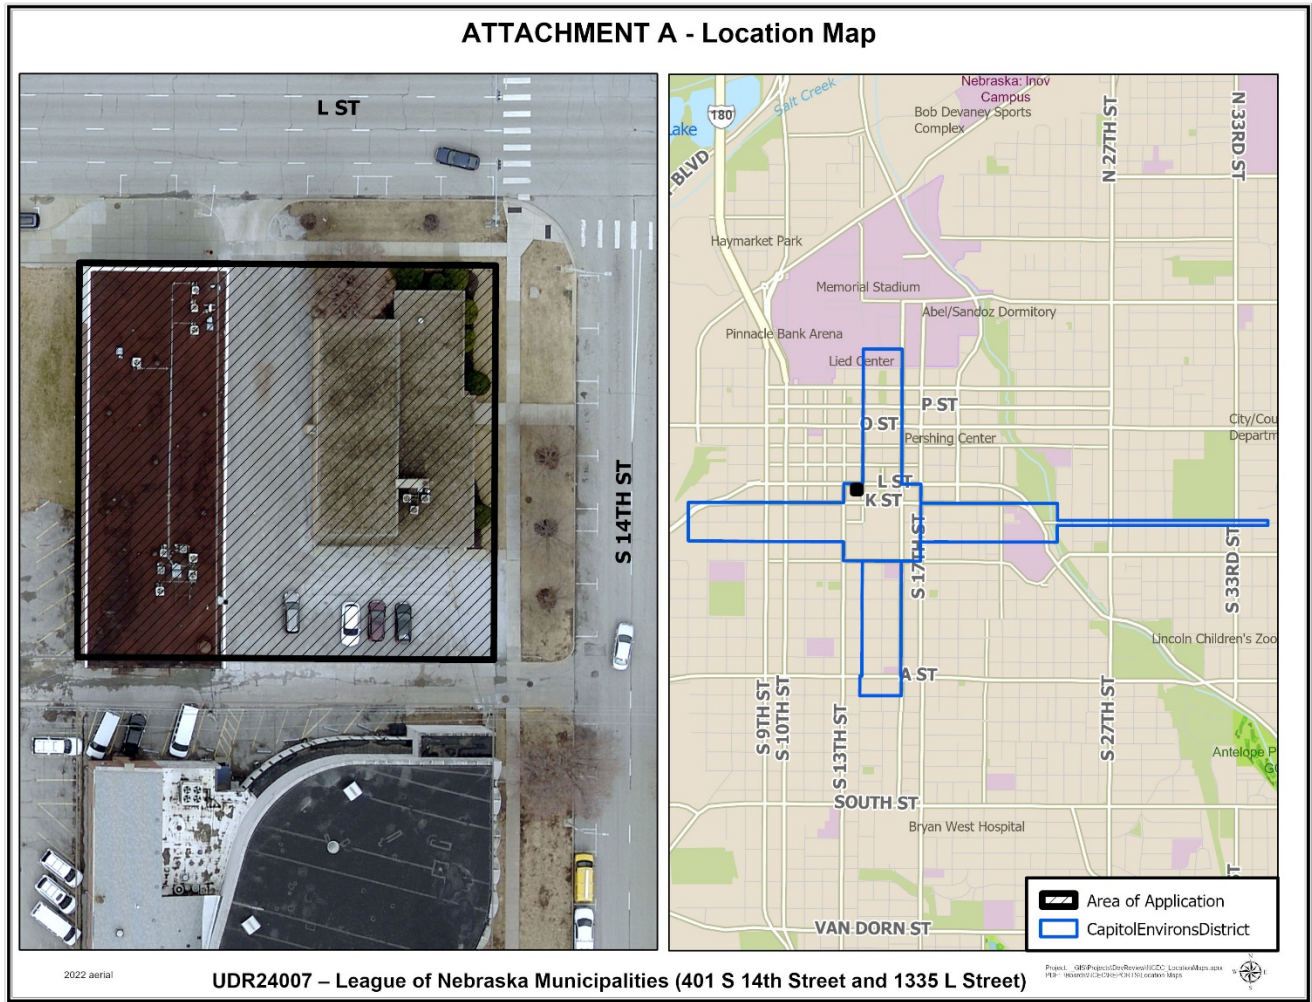 ATTACHMENT A - Location Map
L ST
S 14TH ST
Nebraska: Inov
Campus
Bob Devaney Sports
Complex
Salt Creek
180
Lake
BLVD
N 27TH ST
N 33RD ST
Haymarket Park
Memorial Stadium
Abel/Sandoz Dormitory
Pinnacle Bank Arena
Lied Center
P ST
O ST
Pershing Center
City/Cou
Departm
L ST
K ST
S 17TH ST
S 33RD ST
Lincoln Children's Zoo
A ST
S 9TH ST
S 10TH ST
S 13TH ST
S 27TH ST
Antelope P
GO
SOUTH ST
Bryan West Hospital
ST
VAN DORN ST
Area of Application
CapitolEnvironsDistrict
2022 aerial
UDR24007 – League of Nebraska Municipalities (401 S 14th Street and 1335 L Street)